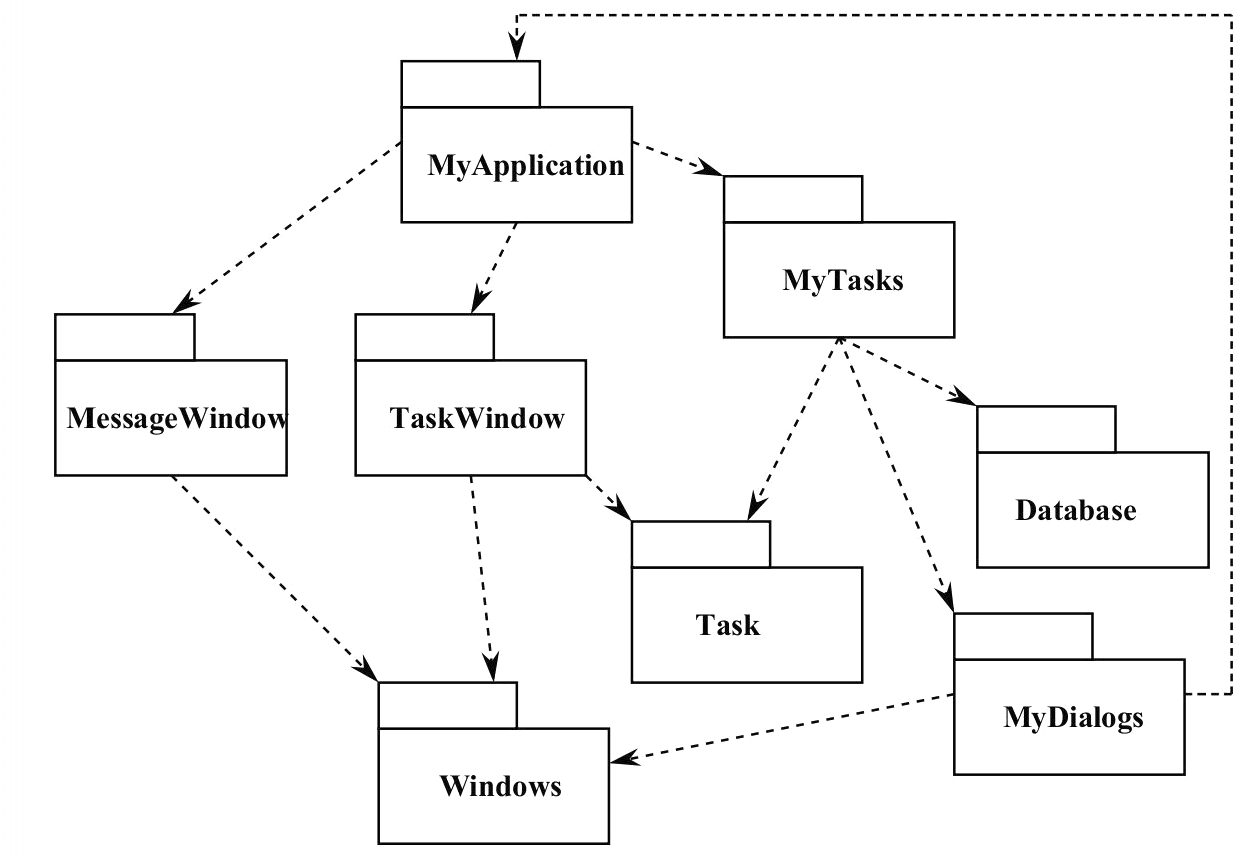 MyApplication
MyTasks
MessageWindow
TaskWindow
Database
Task
MyDialogs
Windows